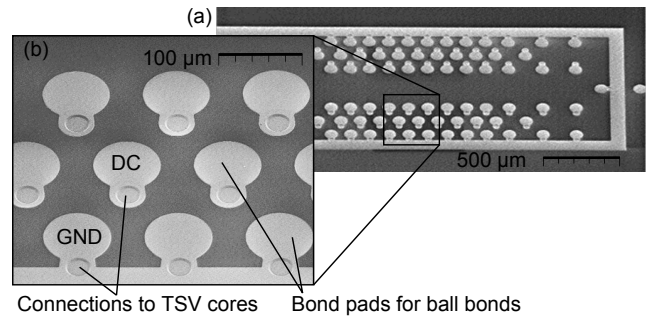 (a)
(b)
100 µm
DC
500 µm
GND
Connections to TSV cores
Bond pads for ball bonds